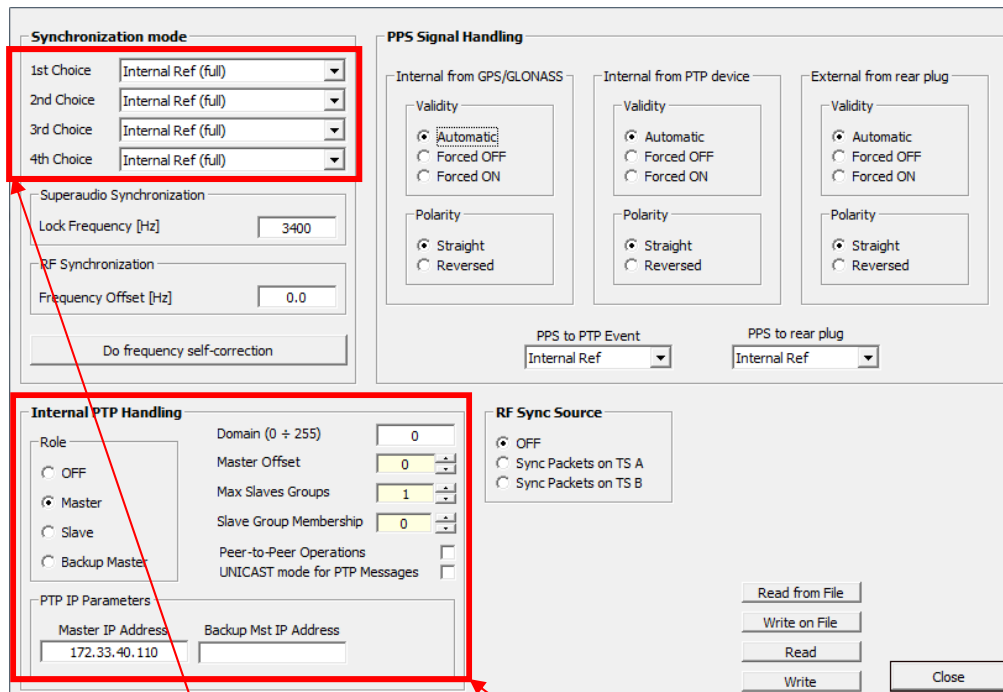 Synchronization mode
1st Choice Internal Ref (full)
2nd Choice Internal Ref (full)
3rd Choice Internal Ref (full)
4th Choice Internal Ref (full)
Superaudio Synchronization
Lock Frequency [Hz] 3400
RF Synchronization
Frequency Offset [Hz] 0.0
Do frequency self-correction
PPS Signal Handling
Internal from GPS/GLONASS
Validity
Automatic
Forced OFF
Forced ON
Polarity
Straight
Reversed
Internal from PTP device
Validity
Automatic
Forced OFF
Forced ON
Polarity
Straight
Reversed
External from rear plug
Validity
Automatic
Forced OFF
Forced ON
Polarity
Straight
Reversed
PPS to PTP Event
Internal Ref
PPS to rear plug
Internal Ref
Internal PTP Handling
Role
OFF
Master
Slave
Backup Master
Domain (0 ÷ 255) 0
Master Offset 0
Max Slaves Groups 1
Slave Group Membership 0
Peer-to-Peer Operations
UNICAST mode for PTP Messages
PTP IP Parameters
Master IP Address
172.33.40.110
Backup Mst IP Address
RF Sync Source
OFF
Sync Packets on TS A
Sync Packets on TS B
Read from File
Write on File
Read
Write
Close